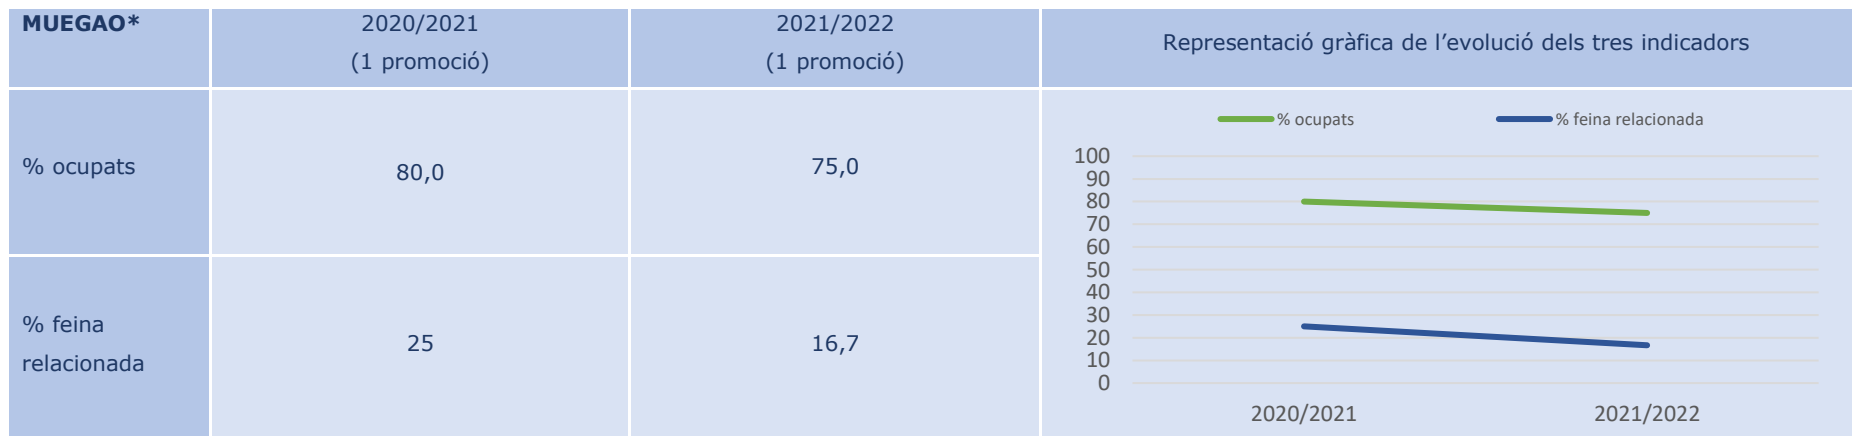 MUEGAO*
2020/2021
(1 promoció)
2021/2022
(1 promoció)
Representació gràfica de l’evolució dels tres indicadors
% ocupats
80,0
75,0
% feina
relacionada
25
16,7
% ocupats
% feina relacionada
100
90
80
70
60
50
40
30
20
10
0
2020/2021
2021/2022